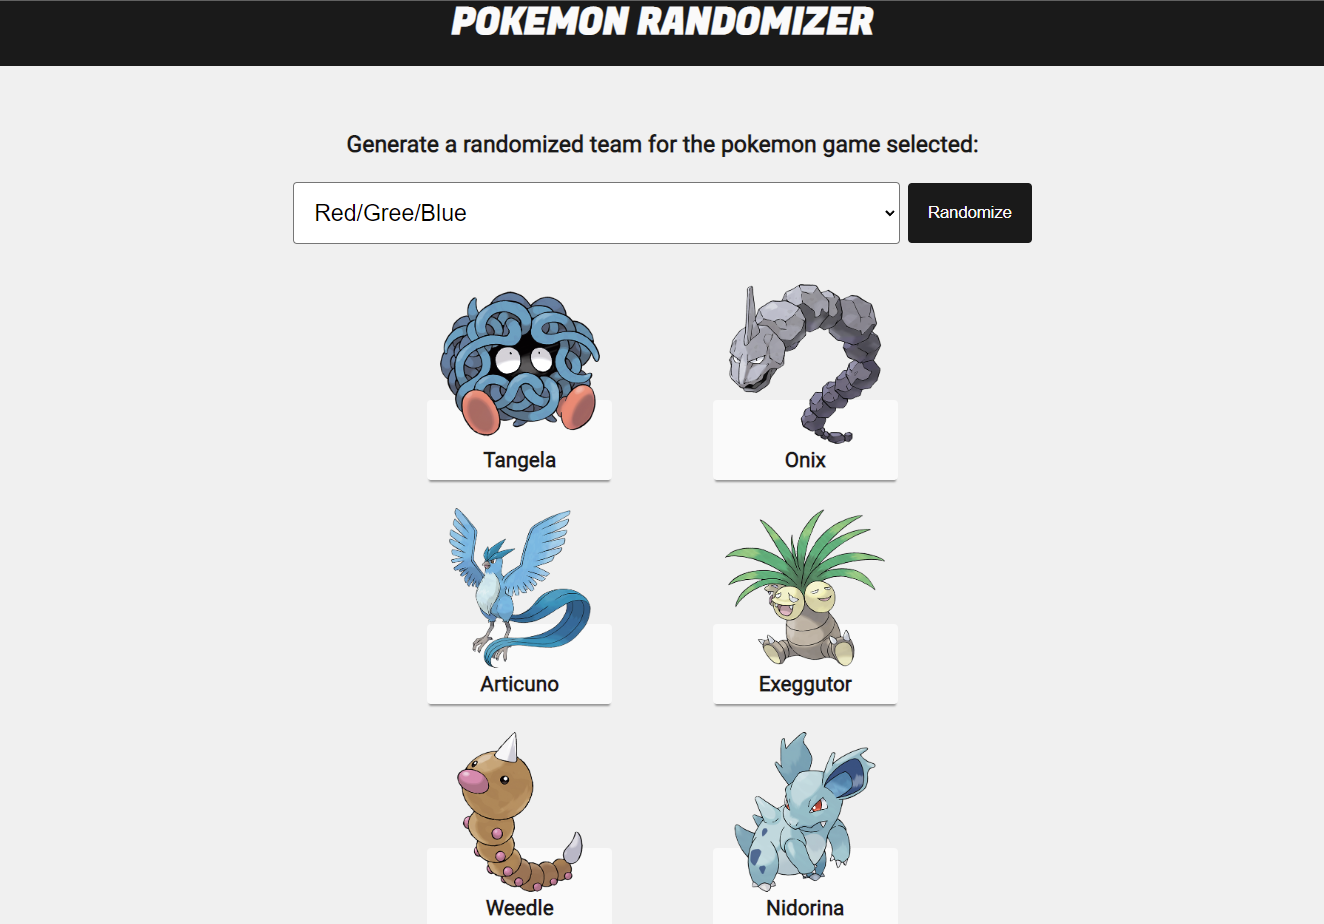 POKEMON RANDOMIZER
Generate a randomized team for the pokemon game selected:
Red/Gree/Blue
Randomize
Tangela
Onix
Articuno
Exeggutor
Weedle
Nidorina